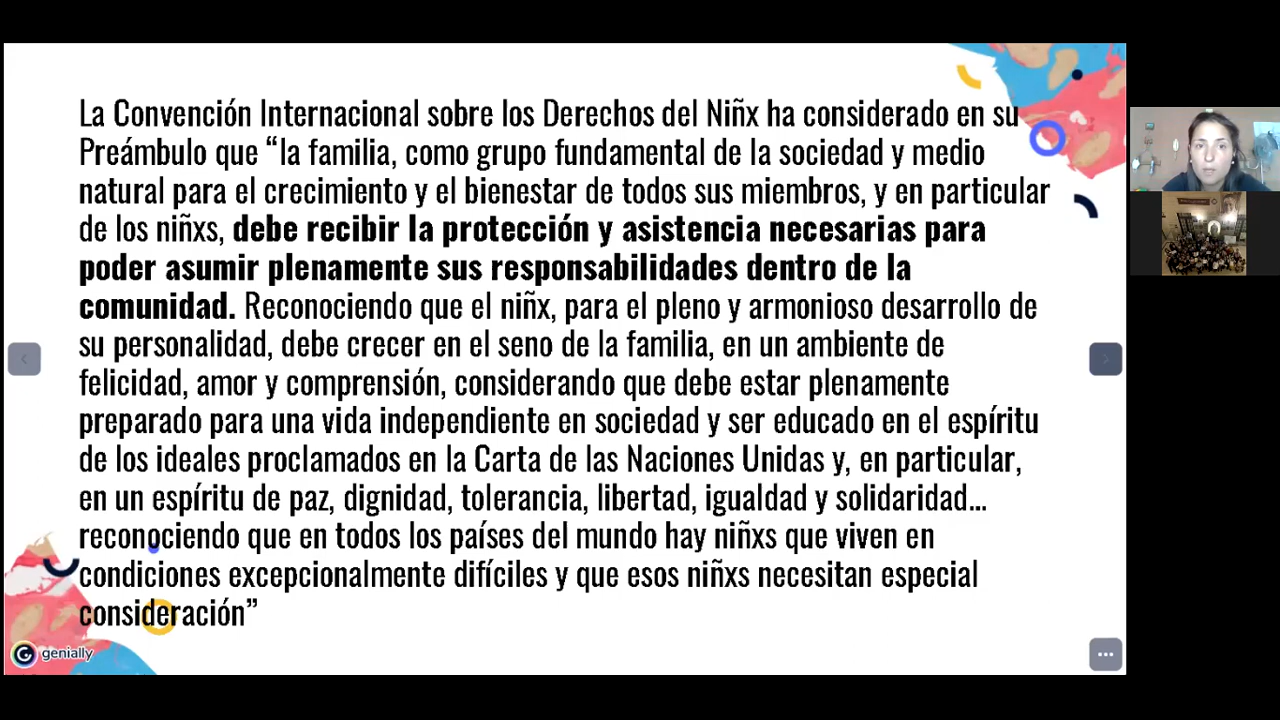 La Convención Internacional sobre los Derechos del Niñx ha considerado en su
Preámbulo que “la familia, como grupo fundamental de la sociedad y medio
natural para el crecimiento y el bienestar de todos sus miembros, y en particular
de los niñxs, debe recibir la protección y asistencia necesarias para
poder asumir plenamente sus responsabilidades dentro de la
comunidad. Reconociendo que el niñx, para el pleno y armonioso desarrollo de
su personalidad, debe crecer en el seno de la familia, en un ambiente de
felicidad, amor y comprensión, considerando que debe estar plenamente
preparado para una vida independiente en sociedad y ser educado en el espíritu
de los ideales proclamados en la Carta de las Naciones Unidas y, en particular,
en un espíritu de paz, dignidad, tolerancia, libertad, igualdad y solidaridad...
reconociendo que en todos los países del mundo hay niñxs que viven en
condiciones excepcionalmente difíciles y que esos niñxs necesitan especial
consideración”
genially